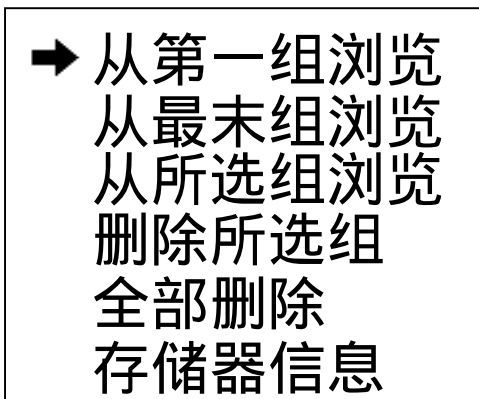 从第一组浏览
从最末组浏览
从所选组浏览
删除所选组
全部删除
存储器信息